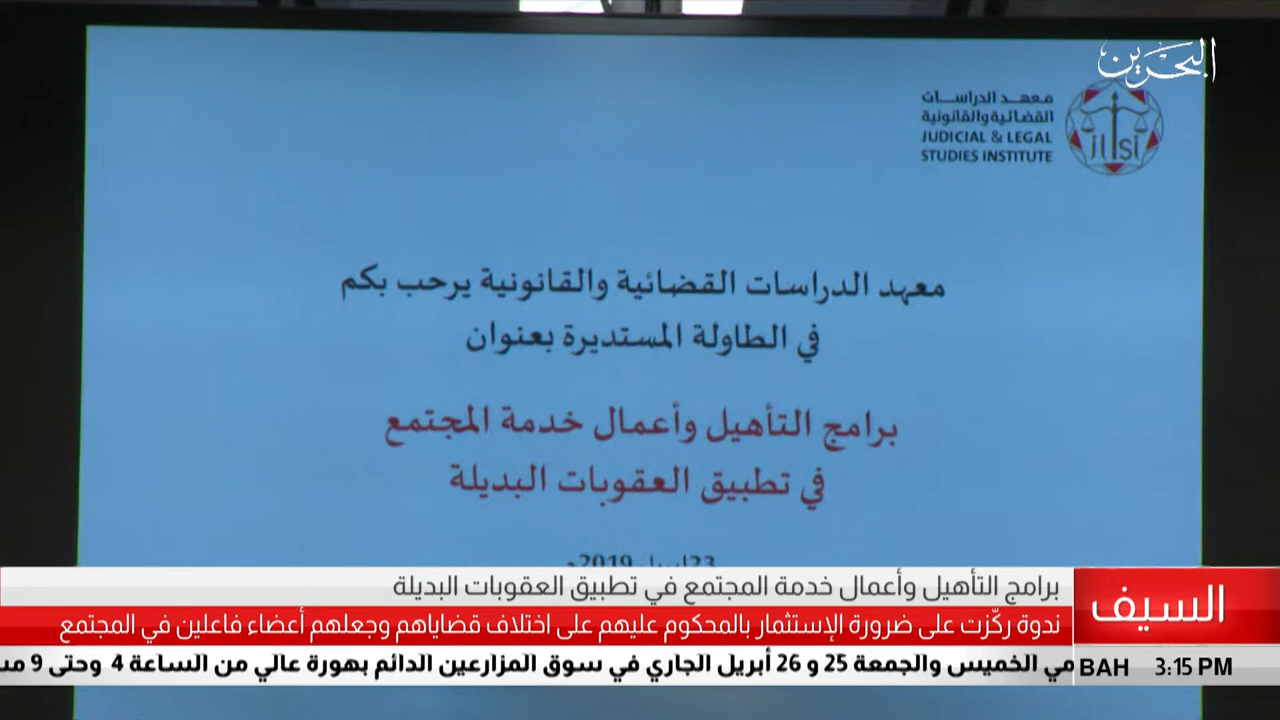 البحرين
معهد الدراسات
القضائية والقانونية
JUDICIAL & LEGAL
STUDIES INSTITUTE
jlsi
معهد الدراسات القضائية والقانونية يرحب بكم
في الطاولة المستديرة بعنوان
برامج التأهيل وأعمال خدمة المجتمع
في تطبيق العقوبات البديلة
23 ابريل 2019م
السيف
برامج التأهيل وأعمال خدمة المجتمع في تطبيق العقوبات البديلة
ندوة ركّزت على ضرورة الإستثمار بالمحكوم عليهم على اختلاف قضاياهم وجعلهم أعضاء فاعلين في المجتمع
الخميس والجمعة 25 و 26 أبريل الجاري في سوق المزارعين الدائم بهورة عالي من الساعة 4 وحتى 9
BAH 3:15 PM